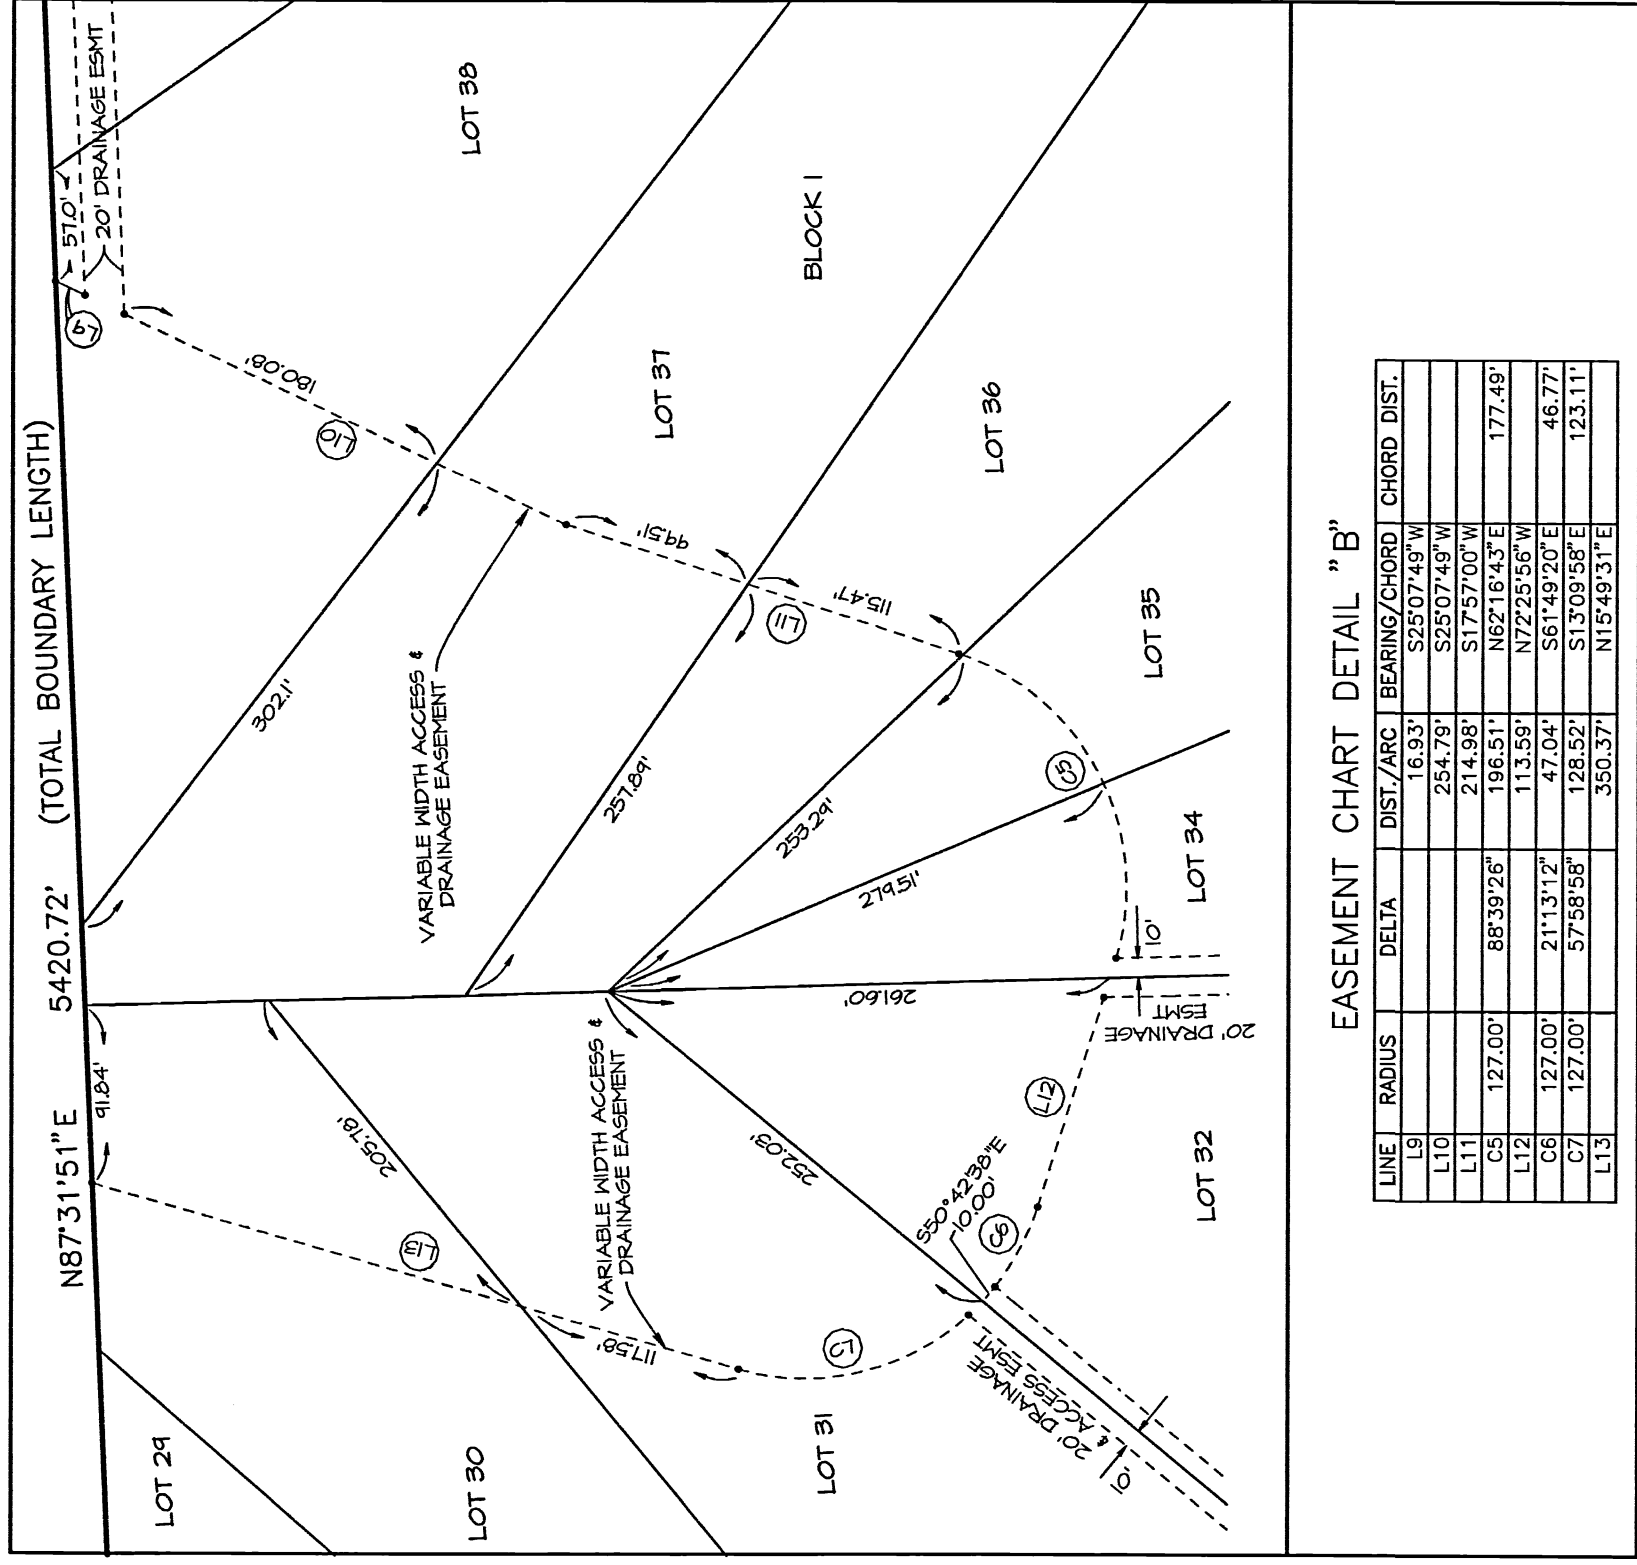 N87°31'51"E 5420.72' (TOTAL BOUNDARY LENGTH)
91.84'
57.0'
20' DRAINAGE ESMT
L9
LOT 29
LOT 30
LOT 38
205.78'
302.1'
L13
L10
180.08'
VARIABLE WIDTH ACCESS &
DRAINAGE EASEMENT
117.58'
VARIABLE WIDTH ACCESS &
DRAINAGE EASEMENT
257.89'
99.51'
LOT 37
BLOCK 1
LOT 31
C7
252.03'
261.60'
253.29'
279.51'
L11
115.47'
LOT 36
20' DRAINAGE
& ACCESS ESMT
10'
S50°42'38"E
10.00'
C6
L12
C5
20' DRAINAGE
ESMT
10'
LOT 32
LOT 34
LOT 35
EASEMENT CHART DETAIL "B"
LINE RADIUS DELTA DIST./ARC BEARING/CHORD CHORD DIST.
L9 16.93' S25°07'49"W
L10 254.79' S25°07'49"W
L11 214.98' S17°57'00"W
C5 127.00' 88°39'26" 196.51' N62°16'43"E 177.49'
L12 113.59' N72°25'56"W
C6 127.00' 21°13'12" 47.04' S61°49'20"E 46.77'
C7 127.00' 57°58'58" 128.52' S13°09'58"E 123.11'
L13 350.37' N15°49'31"E